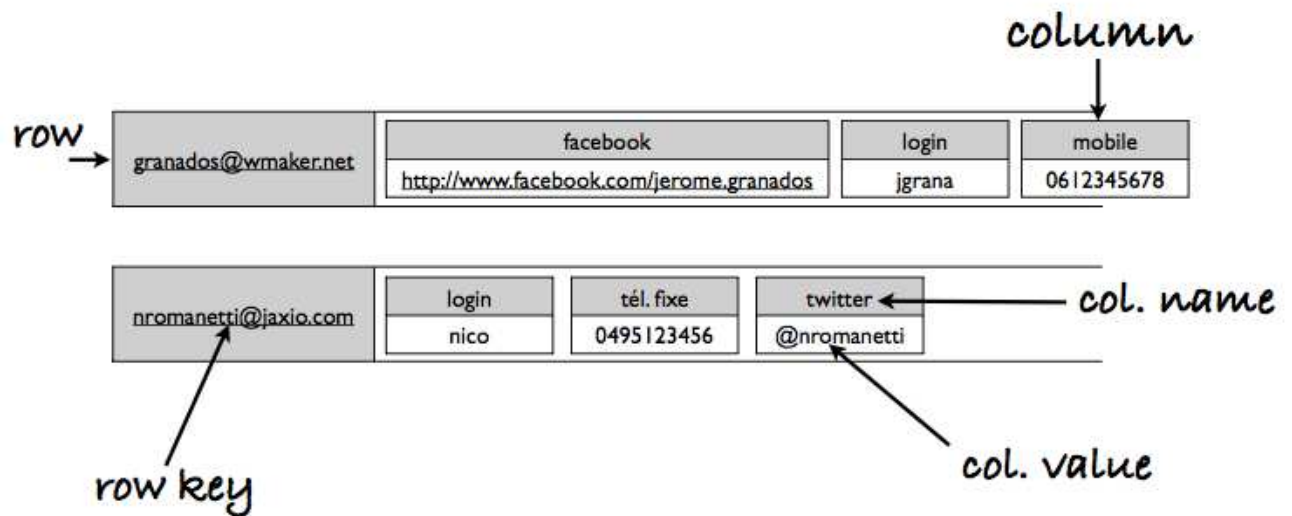 column
row
granados@wmaker.net
facebook
login
mobile
http://www.facebook.com/jerome.granados
jgrana
0612345678
nromanetti@jaxio.com
login
tél. fixe
twitter
col. name
nico
0495123456
@nromanetti
row key
col. value